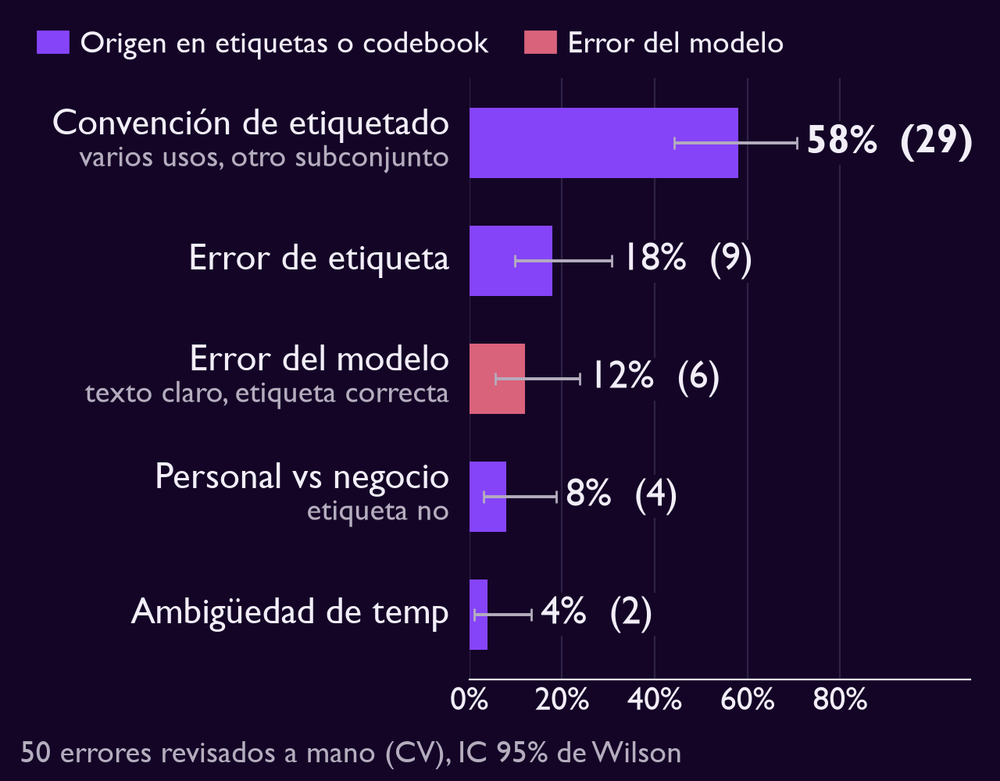 Origen en etiquetas o codebook
Error del modelo
Convención de etiquetado
varios usos, otro subconjunto
58% (29)
Error de etiqueta
18% (9)
Error del modelo
texto claro, etiqueta correcta
12% (6)
Personal vs negocio
etiqueta no
8% (4)
Ambigüedad de temp
4% (2)
0% 20% 40% 60% 80%
50 errores revisados a mano (CV), IC 95% de Wilson